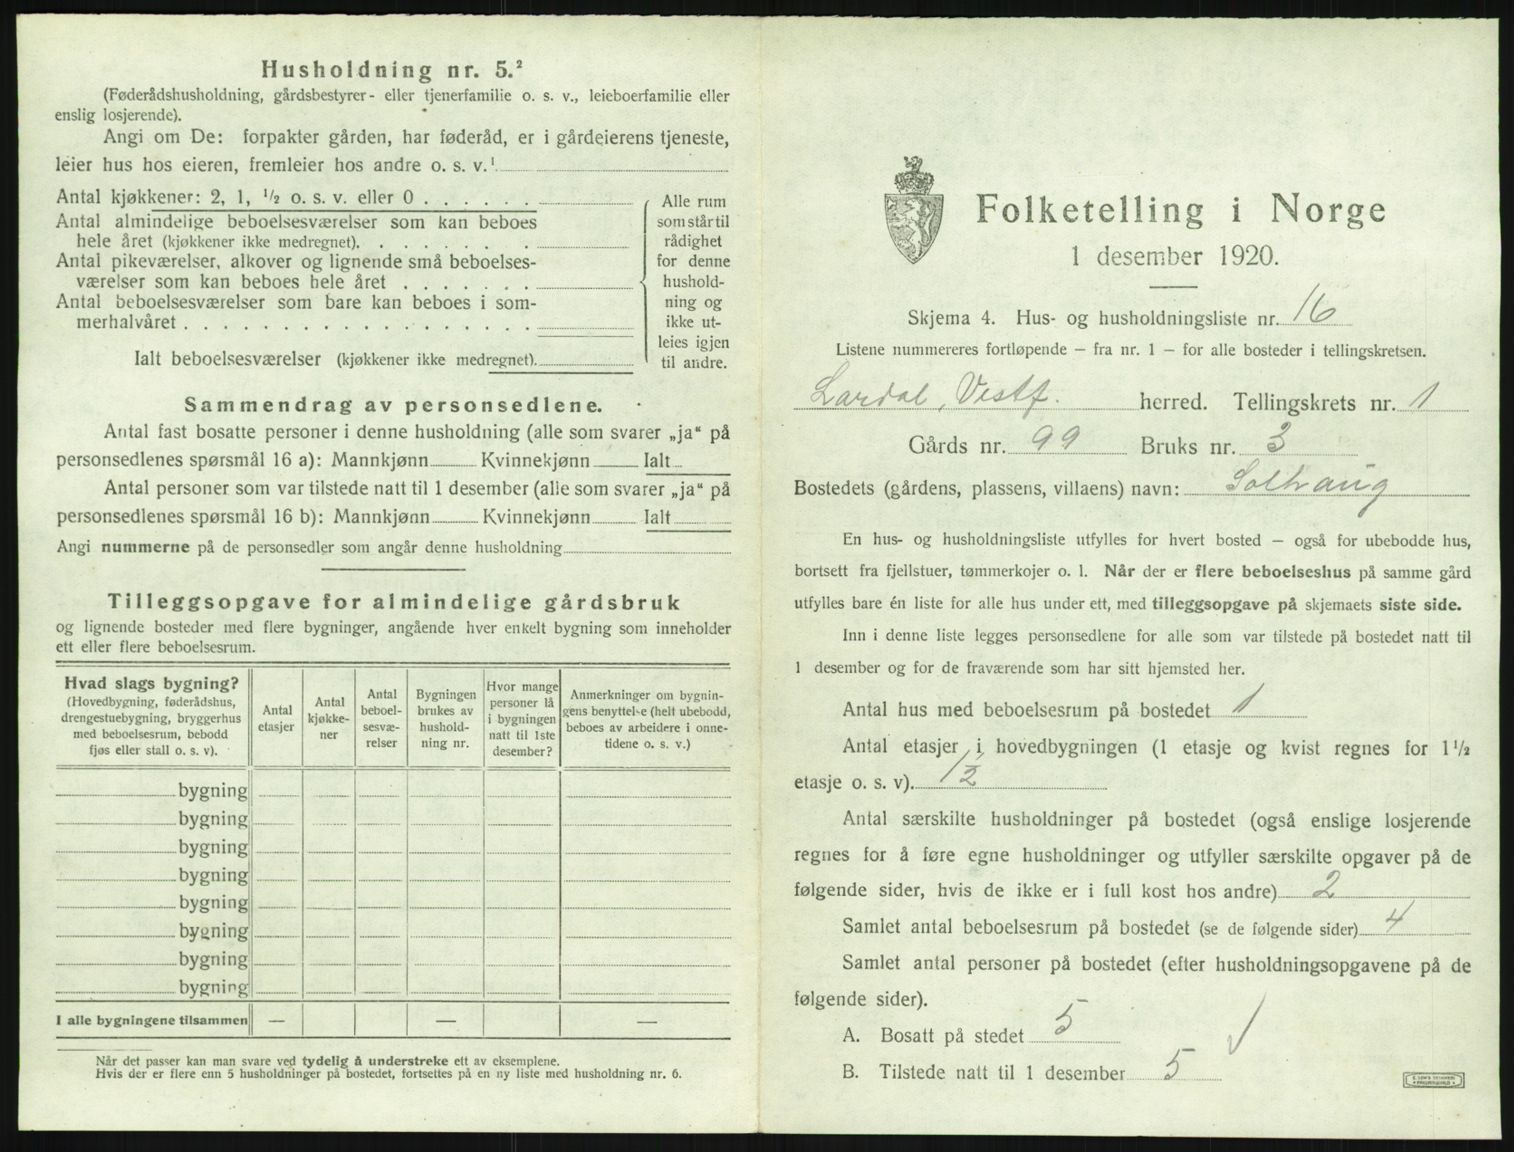 Husholdning nr. 5.²
(Føderådshusholdning, gårdsbestyrer- eller tjenerfamilie o. s. v., leieboerfamilie eller
enslig losjerende).
Angi om De: forpakter gården, har føderåd, er i gårdeierens tjeneste,
leier hus hos eieren, fremleier hos andre o. s. v.¹
Antal kjøkkener: 2, 1, ½ o. s. v. eller 0
Antal almindelige beboelsesværelser som kan beboes
hele året (kjøkkener ikke medregnet).
Antal pikeværelser, alkover og lignende små beboelses-
værelser som kan beboes hele året
Antal beboelsesværelser som bare kan beboes i som-
merhalvåret
Ialt beboelsesværelser (kjøkkener ikke medregnet).
Alle rum
som står til
rådighet
for denne
hushold-
ning og
ikke ut-
leies igjen
til andre.
Sammendrag av personsedlene.
Antal fast bosatte personer i denne husholdning (alle som svarer „ja“ på
personsedlenes spørsmål 16 a): Mannkjønn Kvinnekjønn Ialt
Antal personer som var tilstede natt til 1 desember (alle som svarer „ja“ på
personsedlenes spørsmål 16 b): Mannkjønn Kvinnekjønn Ialt
Angi nummerne på de personsedler som angår denne husholdning
Tilleggsopgave for almindelige gårdsbruk
og lignende bosteder med flere bygninger, angående hver enkelt bygning som inneholder
ett eller flere beboelsesrum.
Hvad slags bygning?
(Hovedbygning, føderådshus,
drengestuebygning, bryggerhus
med beboelsesrum, bebodd
fjøs eller stall o. s. v).
Antal
etasjer
Antal
kjøkke-
ner
Antal
beboel-
sesvæ-
relser
Bygningen
brukes av
hushold-
ning nr.
Hvor mange
personer lå
i bygningen
natt til 1ste
desember?
Anmerkninger om bygnin-
gens benyttelse (helt ubebodd,
beboes av arbeidere i onne-
tidene o. s. v.)
bygning
bygning
bygning
bygning
bygning
bygning
bygning
bygning
I alle bygningene tilsammen — — —
Når det passer kan man svare ved tydelig å understreke ett av eksemplene.
Hvis der er flere enn 5 husholdninger på bostedet, fortsettes på en ny liste med husholdning nr. 6.
Folketelling i Norge
1 desember 1920.
Skjema 4. Hus- og husholdningsliste nr. 16
Listene nummereres fortløpende — fra nr. 1 — for alle bosteder i tellingskretsen.
Lardal, Vestf. herred. Tellingskrets nr. 1
Gårds nr. 99 Bruks nr. 3
Bostedets (gårdens, plassens, villaens) navn: Solhaug
En hus- og husholdningsliste utfylles for hvert bosted — også for ubebodde hus,
bortsett fra fjellstuer, tømmerkojer o. l. Når der er flere beboelseshus på samme gård
utfylles bare én liste for alle hus under ett, med tilleggsopgave på skjemaets siste side.
Inn i denne liste legges personsedlene for alle som var tilstede på bostedet natt til
1 desember og for de fraværende som har sitt hjemsted her.
Antal hus med beboelsesrum på bostedet 1
Antal etasjer i hovedbygningen (1 etasje og kvist regnes for 1½
etasje o. s. v). 1½
Antal særskilte husholdninger på bostedet (også enslige losjerende
regnes for å føre egne husholdninger og utfyller særskilte opgaver på de
følgende sider, hvis de ikke er i full kost hos andre) 2
Samlet antal beboelsesrum på bostedet (se de følgende sider) 4
Samlet antal personer på bostedet (efter husholdningsopgavene på de
følgende sider).
A. Bosatt på stedet 5
B. Tilstede natt til 1 desember 5